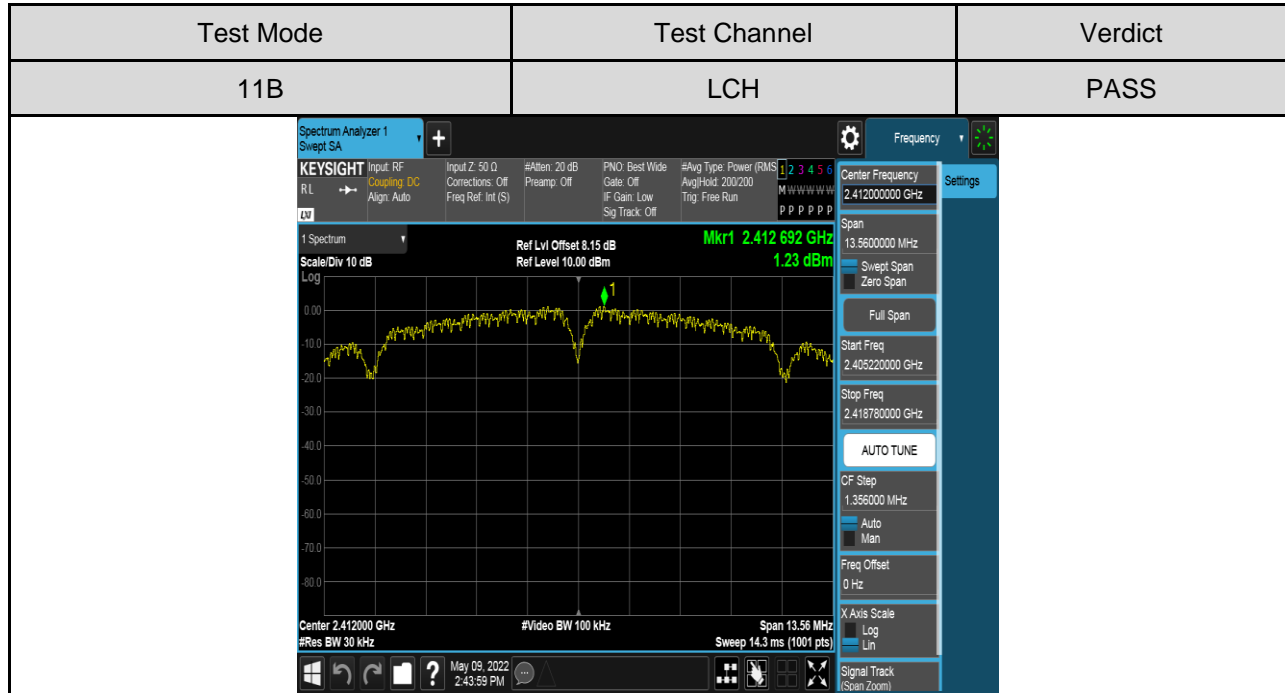 Test Mode Test Channel Verdict
11B LCH PASS
Spectrum Analyzer 1
Swept SA
+
Frequency
KEYSIGHT
RL
LXI
Input: RF
Coupling: DC
Align: Auto
Input Z: 50 Ω
Corrections: Off
Freq Ref: Int (S)
#Atten: 20 dB
Preamp: Off
PNO: Best Wide
Gate: Off
IF Gain: Low
Sig Track: Off
#Avg Type: Power (RMS
Avg|Hold: 200/200
Trig: Free Run
1 2 3 4 5 6
M W W W W W
P P P P P P
1 Spectrum
Scale/Div 10 dB
Ref Lvl Offset 8.15 dB
Ref Level 10.00 dBm
Mkr1 2.412 692 GHz
1.23 dBm
Log
1
0.00
-10.0
-20.0
-30.0
-40.0
-50.0
-60.0
-70.0
-80.0
Center 2.412000 GHz
#Res BW 30 kHz
#Video BW 100 kHz
Span 13.56 MHz
Sweep 14.3 ms (1001 pts)
?
May 09, 2022
2:43:59 PM
Center Frequency
2.412000000 GHz
Settings
Span
13.5600000 MHz
Swept Span
Zero Span
Full Span
Start Freq
2.405220000 GHz
Stop Freq
2.418780000 GHz
AUTO TUNE
CF Step
1.356000 MHz
Auto
Man
Freq Offset
0 Hz
X Axis Scale
Log
Lin
Signal Track
(Span Zoom)